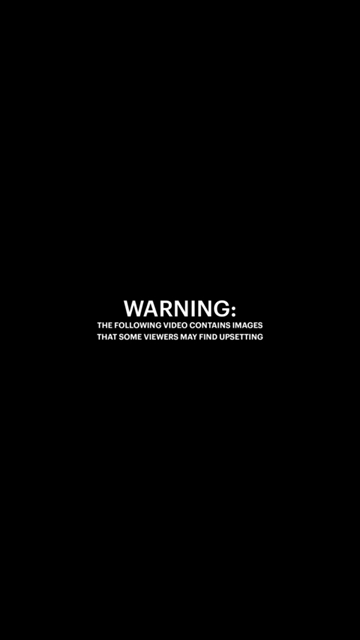 WARNING:
THE FOLLOWING VIDEO CONTAINS IMAGES
THAT SOME VIEWERS MAY FIND UPSETTING